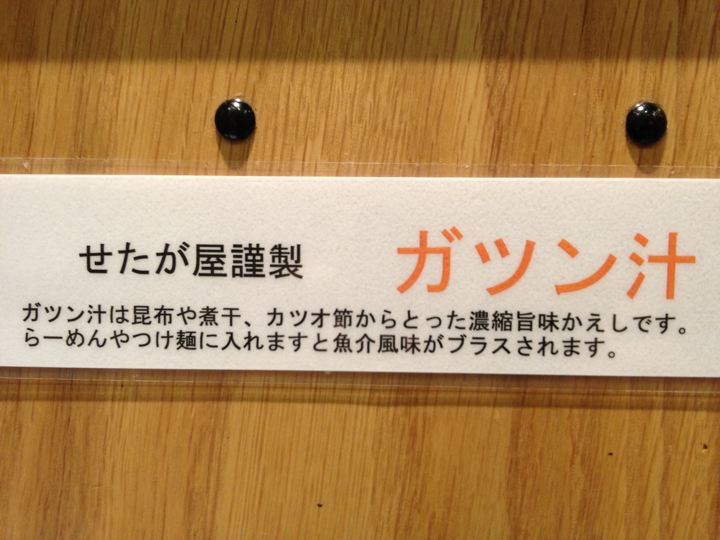 せたが屋謹製 ガツン汁
ガツン汁は昆布や煮干、カツオ節からとった濃縮旨味かえしです。
らーめんやつけ麺に入れますと魚介風味がブラスされます。